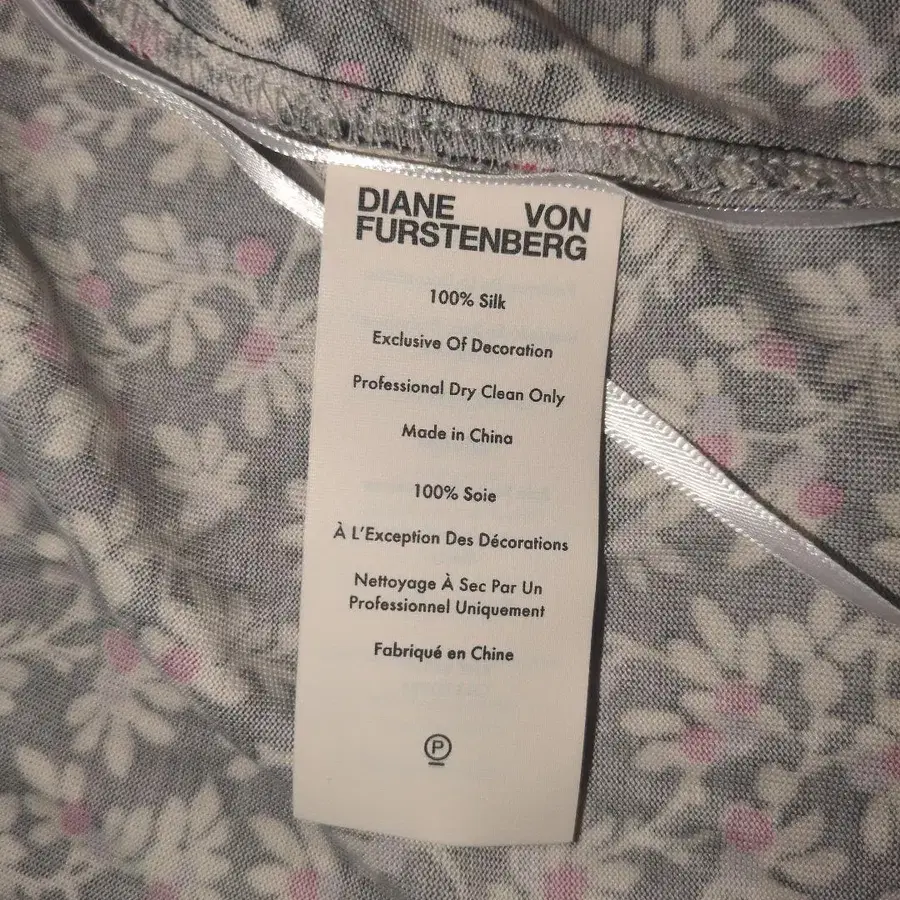 DIANE VON
FURSTENBERG
100% Silk
Exclusive Of Decoration
Professional Dry Clean Only
Made in China
100% Soie
À L'Exception Des Décorations
Nettoyage À Sec Par Un
Professionnel Uniquement
Fabriqué en Chine
P